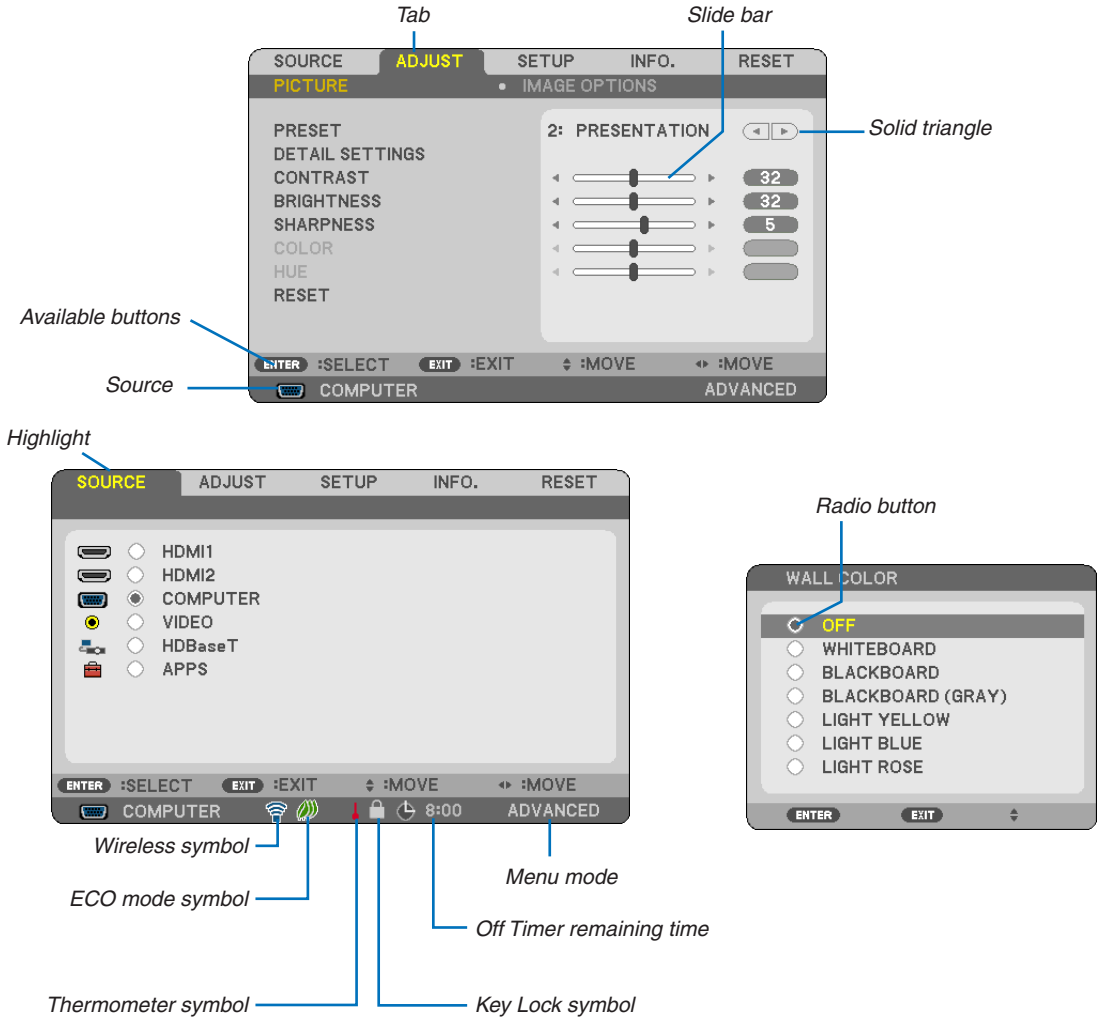 Tab
Slide bar
SOURCE ADJUST SETUP INFO. RESET
PICTURE • IMAGE OPTIONS
PRESET 2: PRESENTATION
Solid triangle
DETAIL SETTINGS
CONTRAST 32
BRIGHTNESS 32
SHARPNESS 5
COLOR
HUE
RESET
Available buttons
ENTER :SELECT EXIT :EXIT :MOVE :MOVE
Source
COMPUTER ADVANCED
Highlight
SOURCE ADJUST SETUP INFO. RESET
HDMI1
HDMI2
COMPUTER
VIDEO
HDBaseT
APPS
ENTER :SELECT EXIT :EXIT :MOVE :MOVE
COMPUTER 8:00 ADVANCED
Radio button
WALL COLOR
OFF
WHITEBOARD
BLACKBOARD
BLACKBOARD (GRAY)
LIGHT YELLOW
LIGHT BLUE
LIGHT ROSE
ENTER EXIT
Wireless symbol
Menu mode
ECO mode symbol
Off Timer remaining time
Thermometer symbol
Key Lock symbol